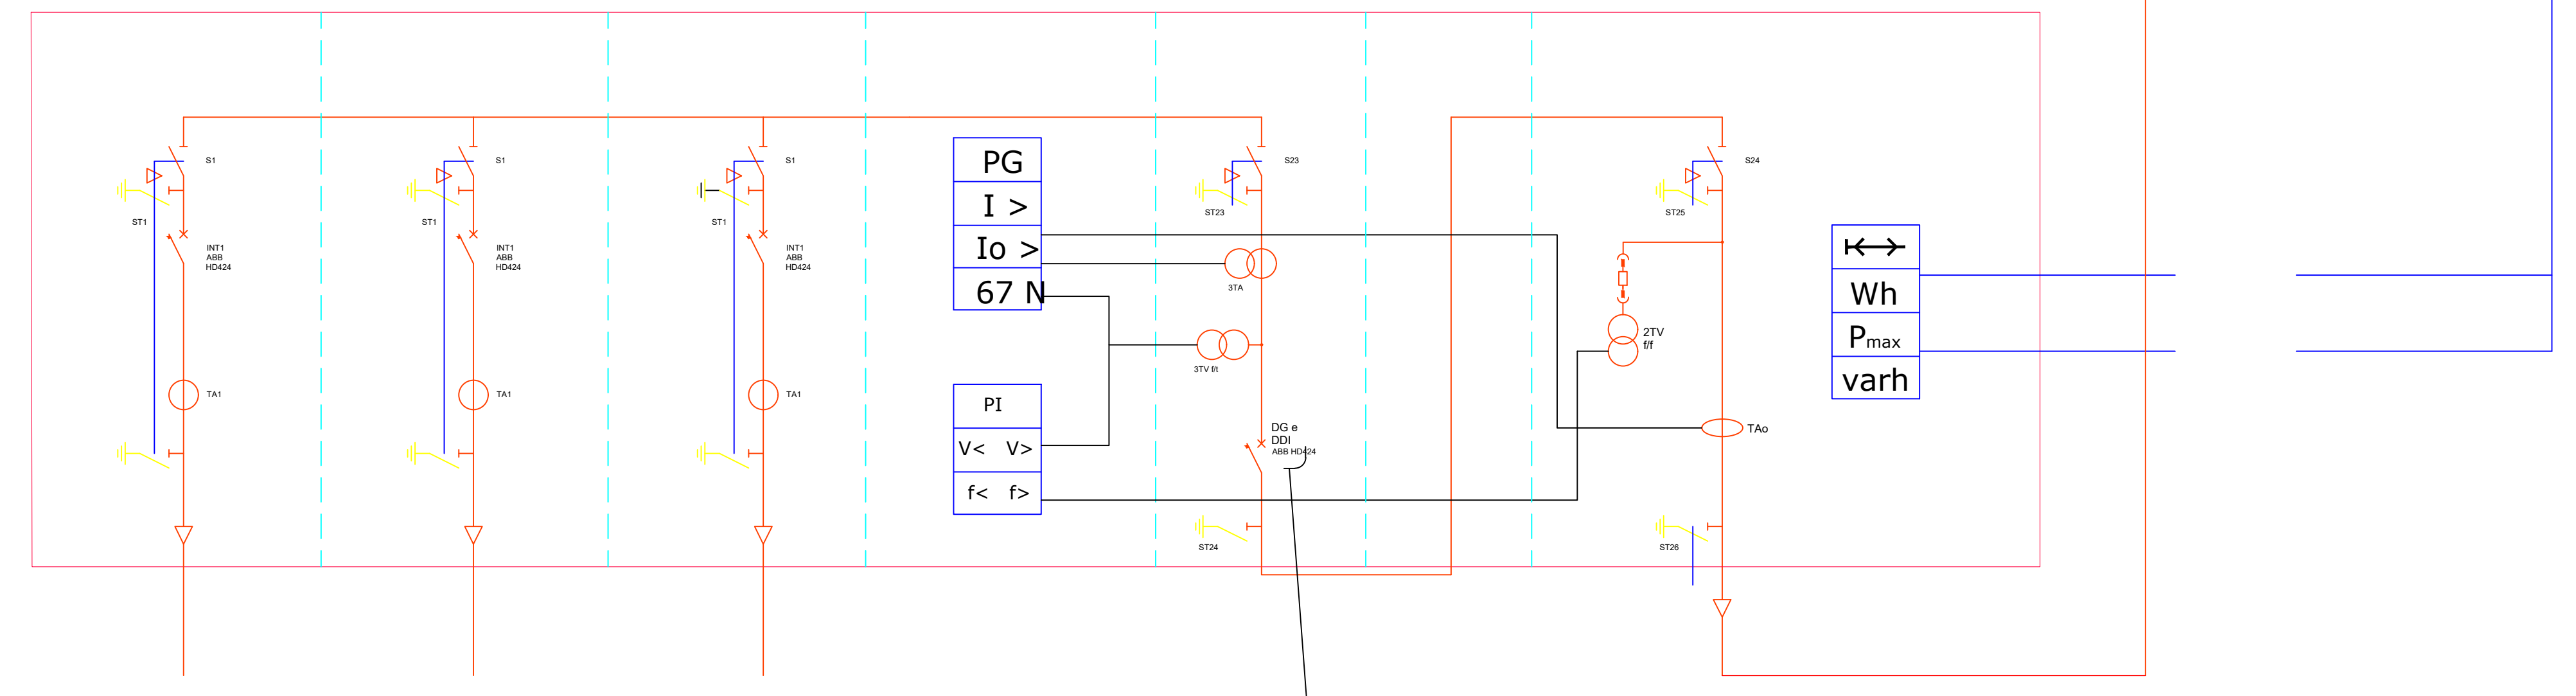 S1
ST1
INT1
ABB
HD424
TA1
S1
ST1
INT1
ABB
HD424
TA1
S1
ST1
INT1
ABB
HD424
TA1
PG
I >
Io >
67 N
PI
V< V>
f< f>
S23
ST23
3TA
3TV f/t
DG e
DDI
ABB HD424
ST24
S24
ST25
2TV
f/f
TAo
ST26
Wh
Pmax
varh